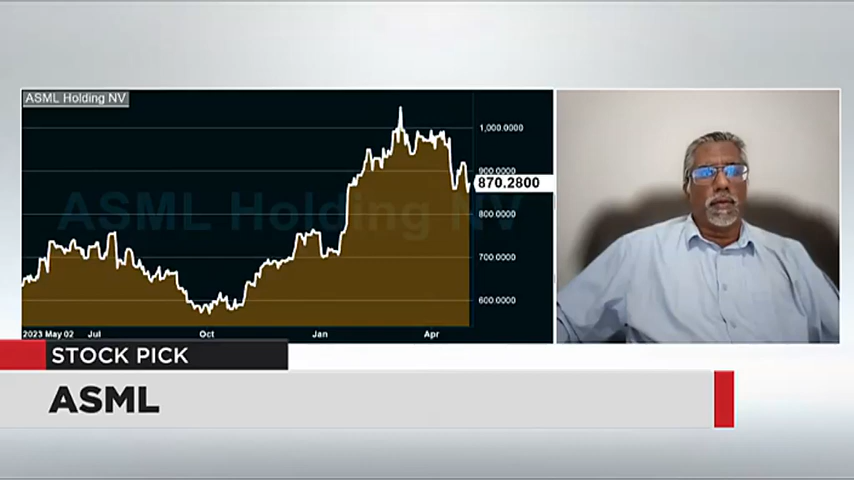 ASML Holding NV
ASML Holding NV
1,000.0000
900.0000
870.2800
800.0000
700.0000
600.0000
2023 May 02 Jul Oct Jan Apr
STOCK PICK
ASML